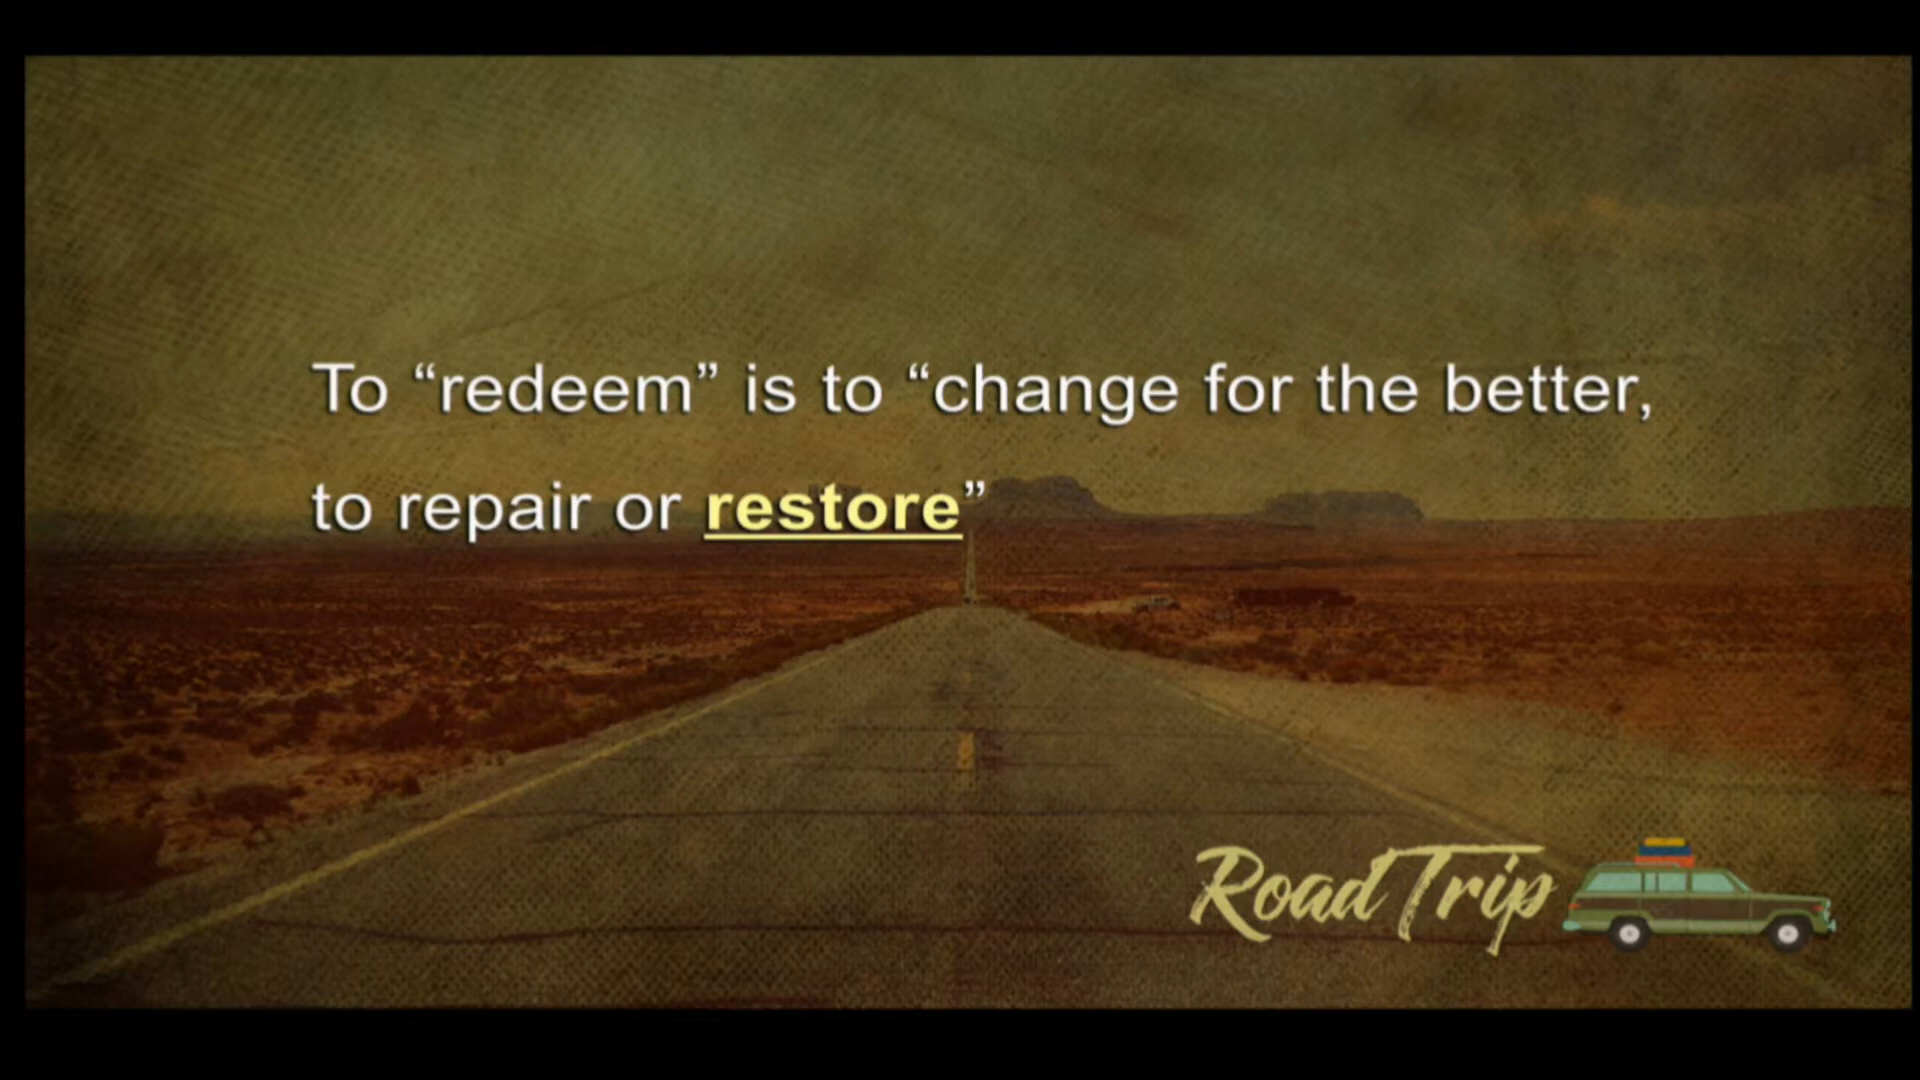 To “redeem” is to “change for the better,
to repair or restore”
Road Trip